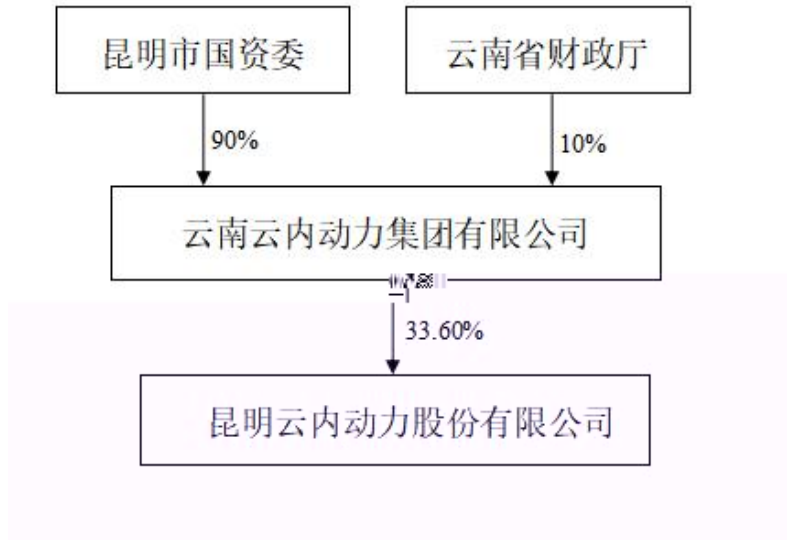 昆明市国资委
云南省财政厅
90%
10%
云南云内动力集团有限公司
33.60%
昆明云内动力股份有限公司